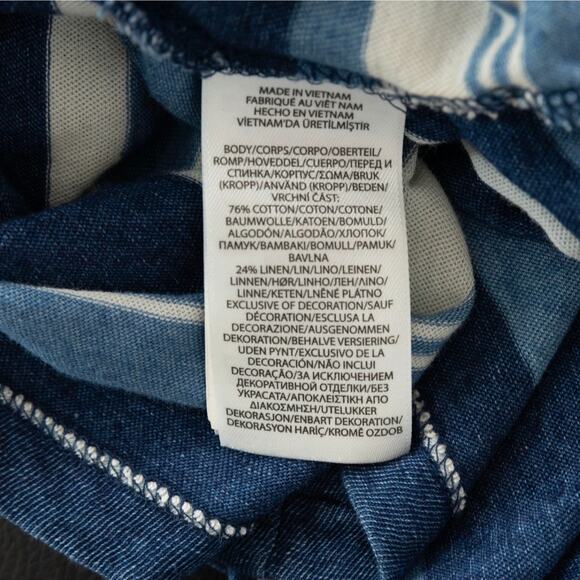 MADE IN VIETNAM
FABRIQUÉ AU VIÊT NAM
HECHO EN VIETNAM
VIETNAM'DA ÜRETİLMİŞTİR
BODY/CORPS/CORPO/OBERTEIL/
ROMP/HOVEDDEL/CUERPO/ПЕРЕД И
СПИНКА/КОРПУС/ΣΩΜΑ/BRUK
(KROPP)/ANVÄND (KROPP)/BEDEN/
VRCHNÍ ČÁST:
76% COTTON/COTON/COTONE/
BAUMWOLLE/KATOEN/BOMULD/
ALGODÓN/ALGODÃO/ХЛОПОК/
ПАМУК/ΒΑΜΒΑΚΙ/BOMULL/PAMUK/
BAVLNA
24% LINEN/LIN/LINO/LEINEN/
LINNEN/HØR/LINHO/ЛЕН/ΛΙΝΟ/
LINNE/KETEN/LNĚNÉ PLÁTNO
EXCLUSIVE OF DECORATION/SAUF
DÉCORATION/ESCLUSA LA
DECORAZIONE/AUSGENOMMEN
DEKORATION/BEHALVE VERSIERING/
UDEN PYNT/EXCLUSIVO DE LA
DECORACIÓN/NÃO INCLUI
DECORAÇÃO/ЗА ИСКЛЮЧЕНИЕМ
ДЕКОРАТИВНОЙ ОТДЕЛКИ/БЕЗ
УКРАСАТА/ΑΠΟΚΛΕΙΣΤΙΚΗ ΑΠΟ
ΔΙΑΚΟΣΜΗΣΗ/UTELUKKER
DEKORASJON/ENBART DEKORATION/
DEKORASYON HARİÇ/KROMĚ OZDOB